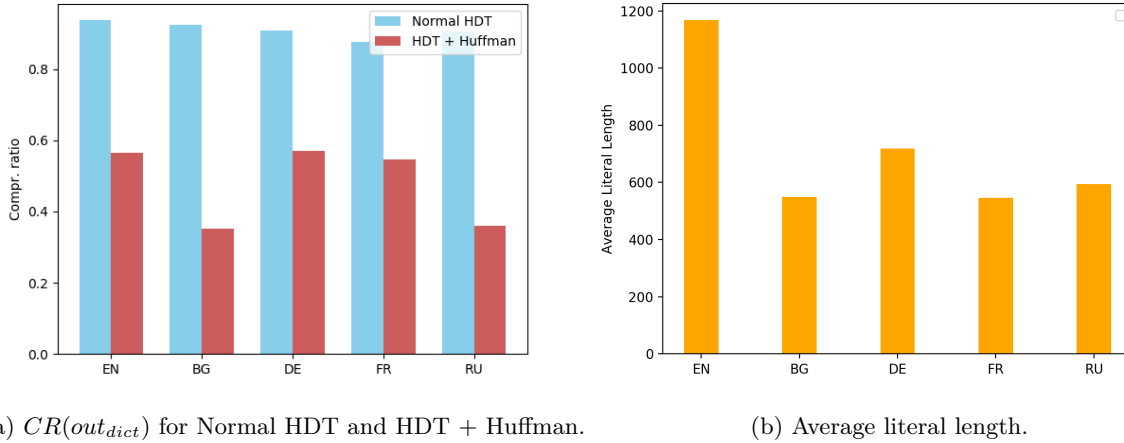 Normal HDT
HDT + Huffman
Compr. ratio
0.8
0.6
0.4
0.2
0.0
EN BG DE FR RU
1200
1000
800
600
400
200
0
Average Literal Length
EN BG DE FR RU
a) CR(out_dict) for Normal HDT and HDT + Huffman.
(b) Average literal length.